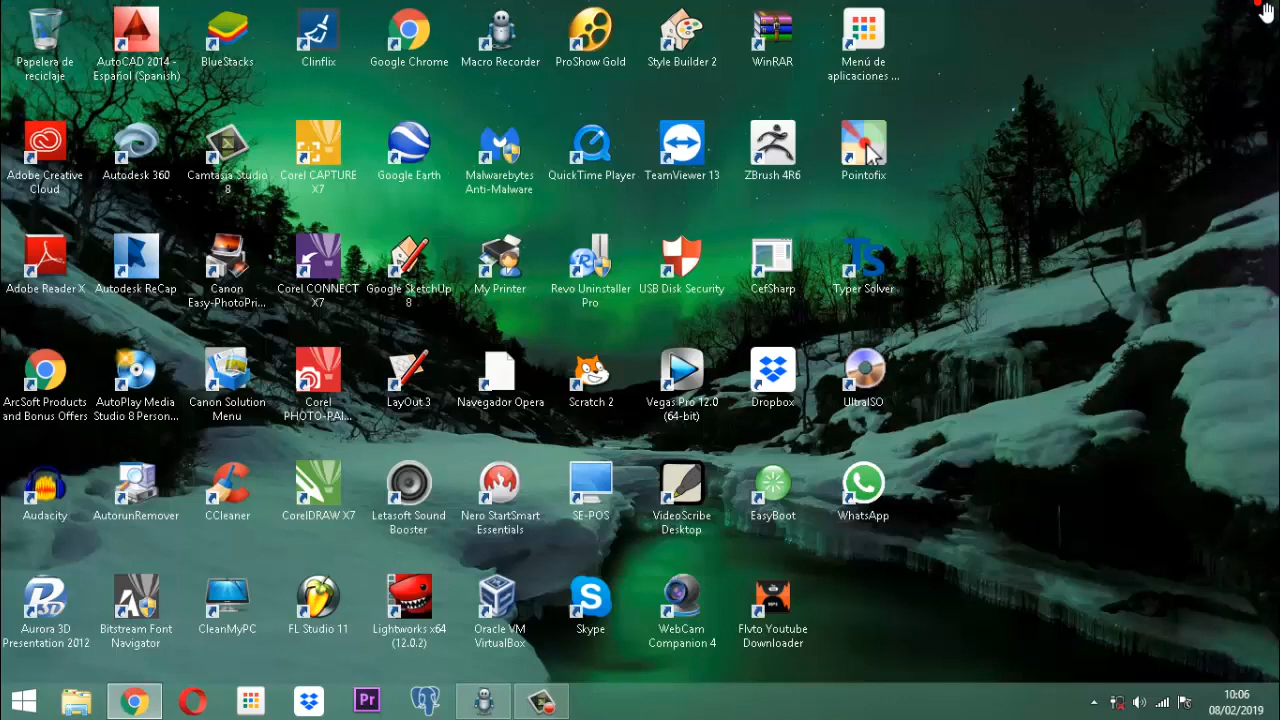 Papelera de
reciclaje
AutoCAD 2014 -
Español (Spanish)
BlueStacks
Clinflix
Google Chrome
Macro Recorder
ProShow Gold
Style Builder 2
WinRAR
Menú de
aplicaciones ...
Adobe Creative
Cloud
Autodesk 360
Camtasia Studio
8
Corel CAPTURE
X7
Google Earth
Malwarebytes
Anti-Malware
QuickTime Player
TeamViewer 13
ZBrush 4R6
Pointofix
Adobe Reader X
Autodesk ReCap
Canon
Easy-PhotoPri...
Corel CONNECT
X7
Google SketchUp
8
My Printer
Revo Uninstaller
Pro
USB Disk Security
CefSharp
TS
Typer Solver
ArcSoft Products
and Bonus Offers
AutoPlay Media
Studio 8 Person...
Canon Solution
Menu
Corel
PHOTO-PAI...
LayOut 3
Navegador Opera
Scratch 2
Vegas Pro 12.0
(64-bit)
Dropbox
UltraISO
Audacity
AutorunRemover
CCleaner
CorelDRAW X7
Letasoft Sound
Booster
Nero StartSmart
Essentials
SE-POS
VideoScribe
Desktop
EasyBoot
WhatsApp
Aurora 3D
Presentation 2012
Bitstream Font
Navigator
CleanMyPC
FL Studio 11
Lightworks x64
(12.0.2)
Oracle VM
VirtualBox
Skype
WebCam
Companion 4
Flvto Youtube
Downloader
Pr
10:06
08/02/2019